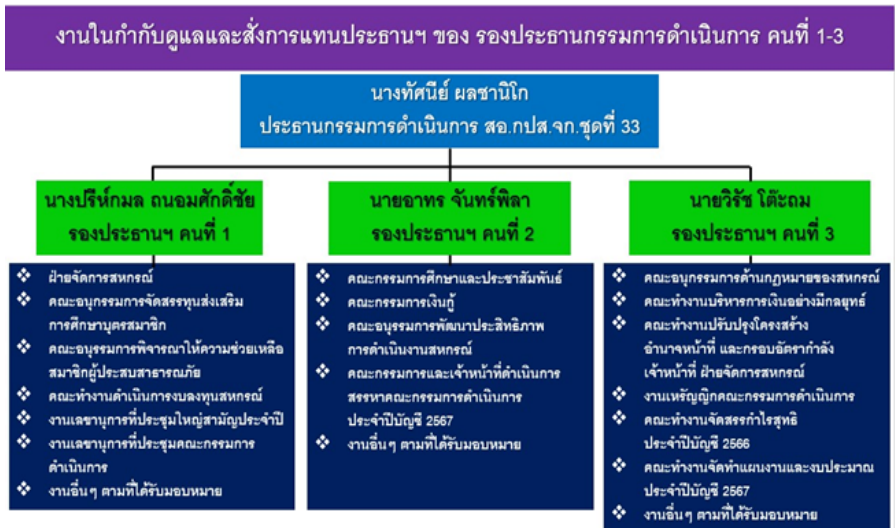 งานในกำกับดูแลและสั่งการแทนประธานฯ ของ รองประธานกรรมการดำเนินการ คนที่ 1-3
นางทัศนีย์ ผลชานิโก
ประธานกรรมการดำเนินการ สอ.กปส.จก.ชุดที่ 33
นางปรีห์กมล ถนอมศักดิ์ชัย
รองประธานฯ คนที่ 1
❖ ฝ่ายจัดการสหกรณ์
❖ คณะอนุกรรมการจัดสรรทุนส่งเสริม
การศึกษาบุตรสมาชิก
❖ คณะอนุรรมการพิจารณาให้ความช่วยเหลือ
สมาชิกผู้ประสบสาธารณภัย
❖ คณะทำงานดำเนินการงบลงทุนสหกรณ์
❖ งานเลขานุการที่ประชุมใหญ่สามัญประจำปี
❖ งานเลขานุการที่ประชุมคณะกรรมการ
ดำเนินการ
❖ งานอื่นๆ ตามที่ได้รับมอบหมาย
นายอาทร จันทร์พิลา
รองประธานฯ คนที่ 2
❖ คณะกรรมการศึกษาและประชาสัมพันธ์
❖ คณะกรรมการเงินกู้
❖ คณะอนุรรมการพัฒนาประสิทธิภาพ
การดำเนินงานสหกรณ์
❖ คณะกรรมการและเจ้าหน้าที่ดำเนินการ
สรรหาคณะกรรมการดำเนินการ
ประจำปีบัญชี 2567
❖ งานอื่นๆ ตามที่ได้รับมอบหมาย
นายวิรัช โต๊ะถม
รองประธานฯ คนที่ 3
❖ คณะอนุกรรมการด้านกฎหมายของสหกรณ์
❖ คณะทำงานบริหารการเงินอย่างมีกลยุทธ์
❖ คณะทำงานปรับปรุงโครงสร้าง
อำนาจหน้าที่ และกรอบอัตรากำลัง
เจ้าหน้าที่ ฝ่ายจัดการสหกรณ์
❖ งานเหรัญญิกคณะกรรมการดำเนินการ
❖ คณะทำงานจัดสรรกำไรสุทธิ
ประจำปีบัญชี 2566
❖ คณะทำงานจัดทำแผนงานและงบประมาณ
ประจำปีบัญชี 2567
❖ งานอื่นๆ ตามที่ได้รับมอบหมาย